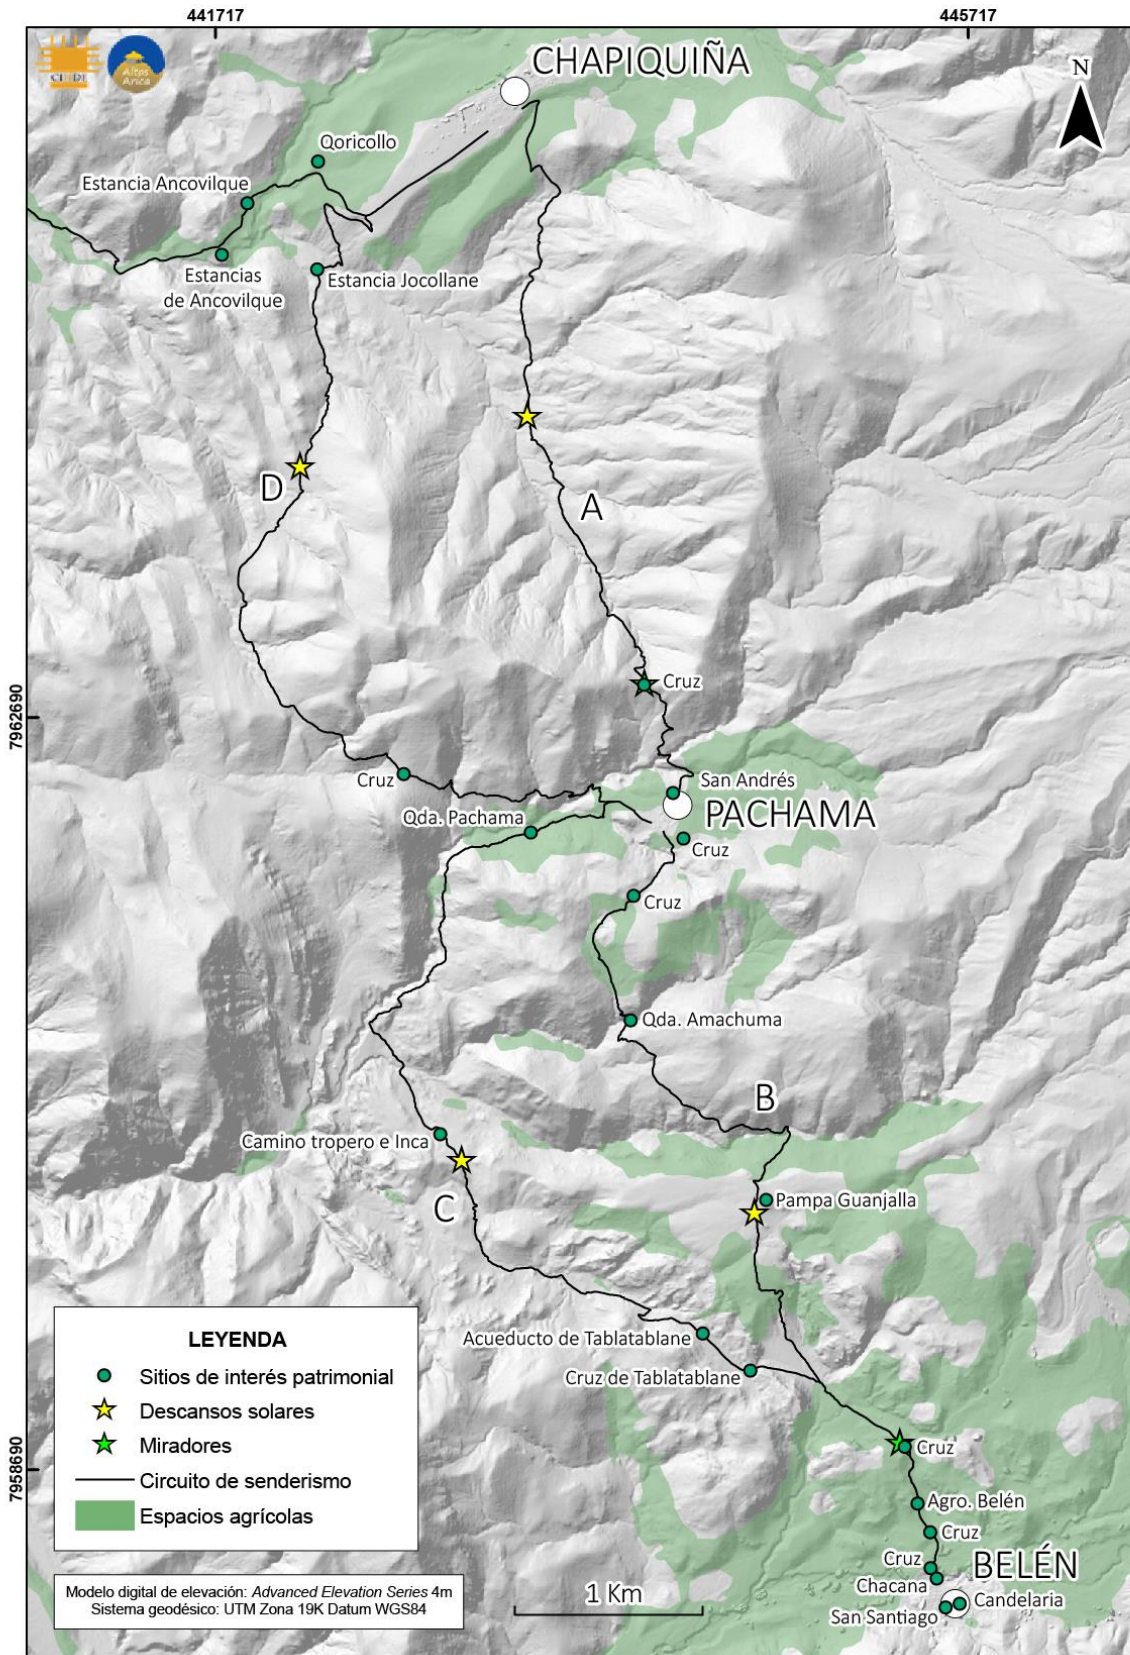 441717
445717
Altos
Arica
CHAPIQUIÑA
N
Qoricollo
Estancia Ancovilque
Estancias
de Ancovilque
Estancia Jocollane
D
A
Cruz
7962690
Cruz
San Andrés
PACHAMA
Qda. Pachama
Cruz
Cruz
Qda. Amachuma
B
Camino tropero e Inca
C
Pampa Guanjalla
Acueducto de Tablatablane
Cruz de Tablatablane
Cruz
7958690
Agro. Belén
Cruz
Cruz
BELÉN
Chacana
Candelaria
San Santiago
LEYENDA
Sitios de interés patrimonial
Descansos solares
Miradores
Circuito de senderismo
Espacios agrícolas
Modelo digital de elevación: Advanced Elevation Series 4m
Sistema geodésico: UTM Zona 19K Datum WGS84
1 Km